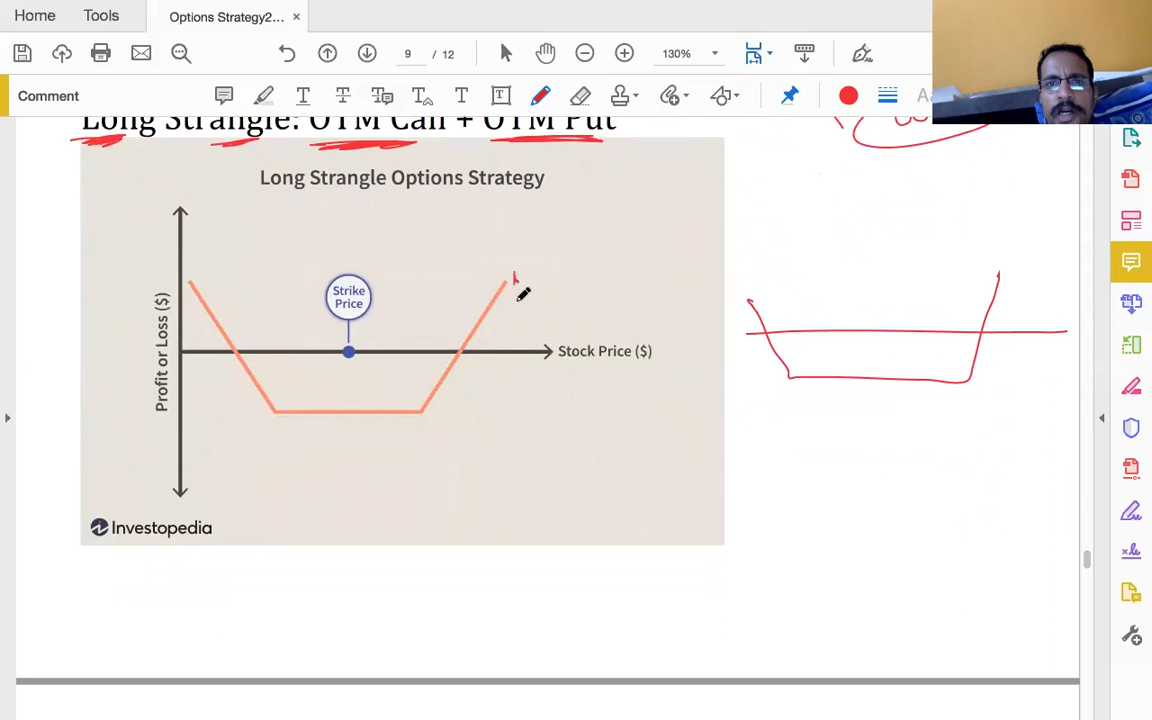 Home Tools Options Strategy2... ×
9 / 12 130%
Comment
Long Strangle: OTM Call + OTM Put
Long Strangle Options Strategy
Strike
Price
Profit or Loss ($)
Stock Price ($)
Investopedia